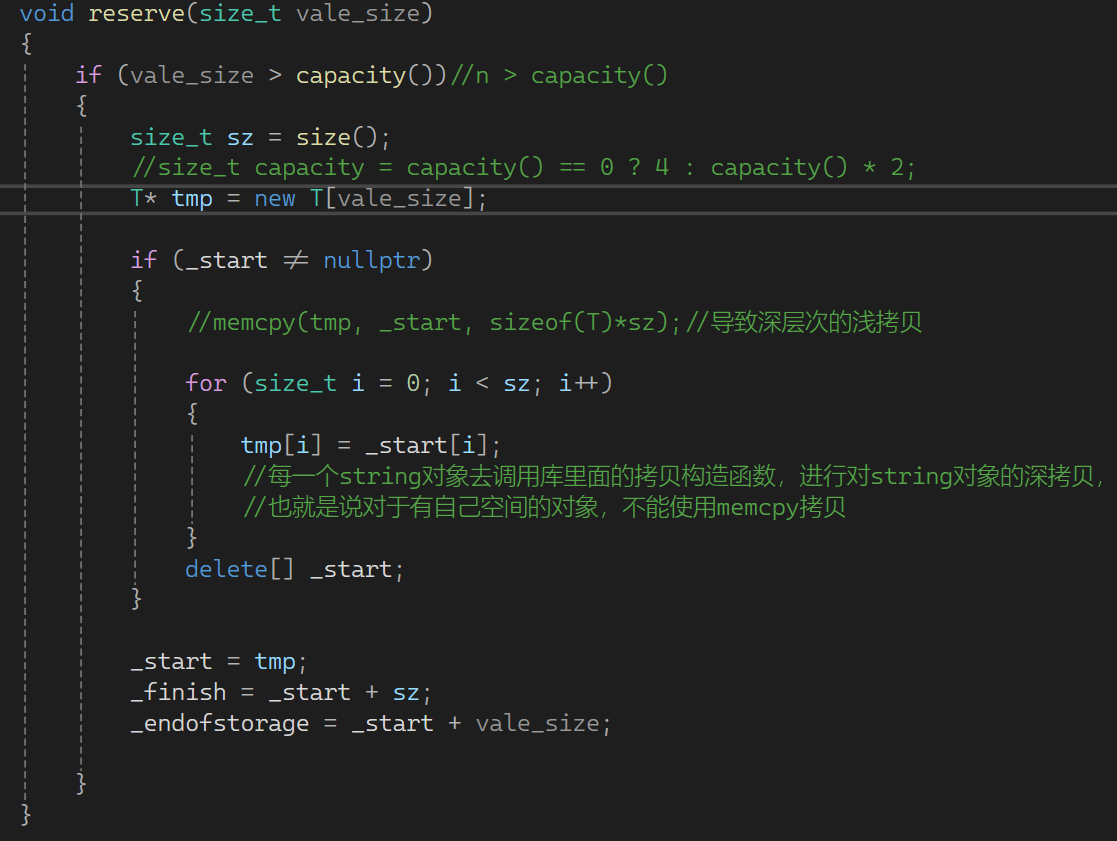 void reserve(size_t vale_size)
{
if (vale_size > capacity())//n > capacity()
{
size_t sz = size();
//size_t capacity = capacity() == 0 ? 4 : capacity() * 2;
T* tmp = new T[vale_size];
if (_start != nullptr)
{
//memcpy(tmp, _start, sizeof(T)*sz);//导致深层次的浅拷贝
for (size_t i = 0; i < sz; i++)
{
tmp[i] = _start[i];
//每一个string对象去调用库里面的拷贝构造函数，进行对string对象的深拷贝，
//也就是说对于有自己空间的对象，不能使用memcpy拷贝
}
delete[] _start;
}
_start = tmp;
_finish = _start + sz;
_endofstorage = _start + vale_size;
}
}